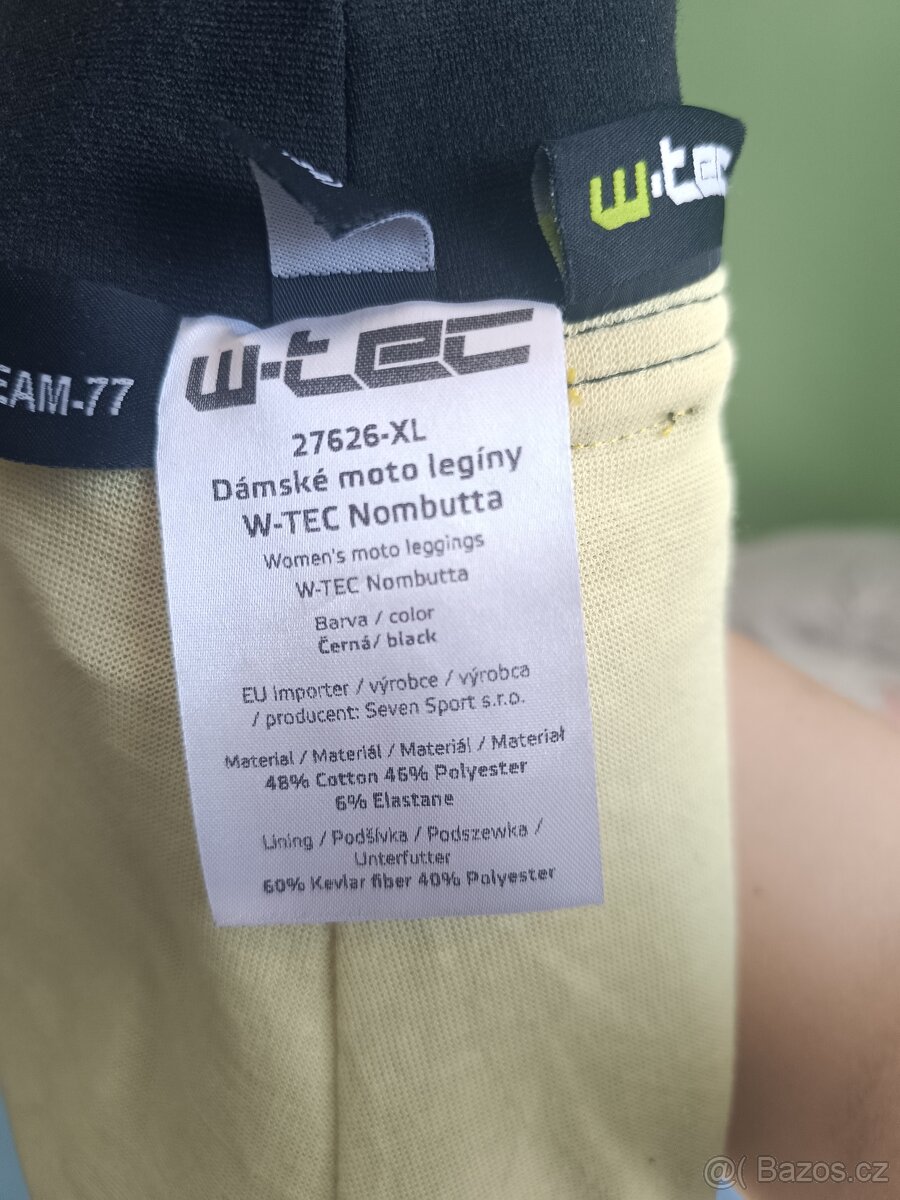 w-tec
EAM-77
w-tec
27626-XL
Dámské moto legíny
W-TEC Nombutta
Women's moto leggings
W-TEC Nombutta
Barva / color
Černá/ black
EU importer / výrobce / výrobca
/ producent: Seven Sport s.r.o.
Material / Materiál / Materiál / Materiał
48% Cotton 46% Polyester
6% Elastane
Lining / Podšívka / Podszewka /
Unterfutter
60% Kevlar fiber 40% Polyester
@( Bazos.cz